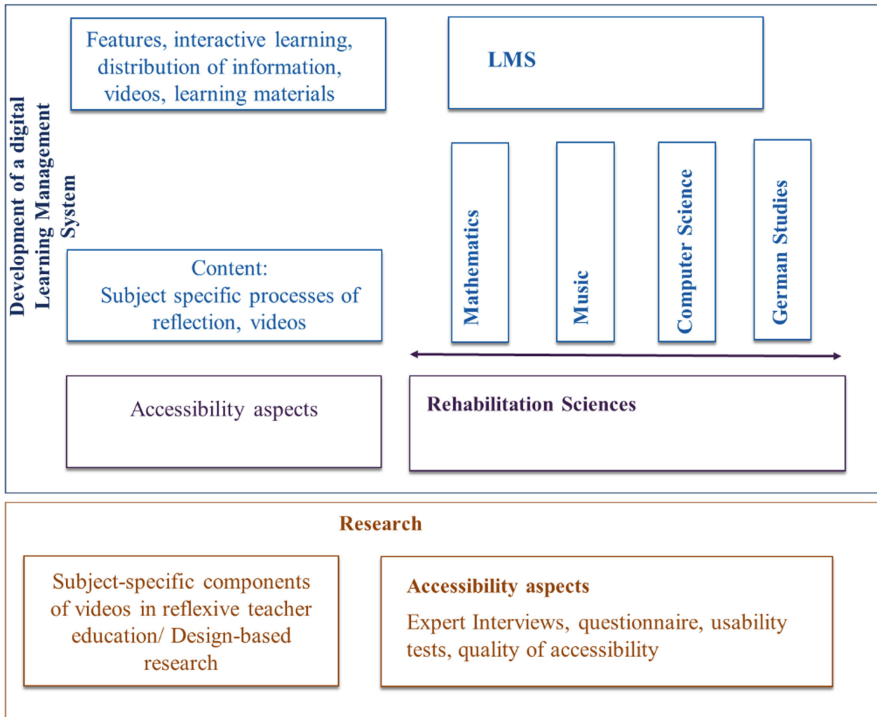 Development of a digital
Learning Management
System
Features, interactive learning,
distribution of information,
videos, learning materials
LMS
Mathematics
Music
Computer Science
German Studies
Content:
Subject specific processes of
reflection, videos
Accessibility aspects
Rehabilitation Sciences
Research
Subject-specific components
of videos in reflexive teacher
education/ Design-based
research
Accessibility aspects
Expert Interviews, questionnaire, usability
tests, quality of accessibility